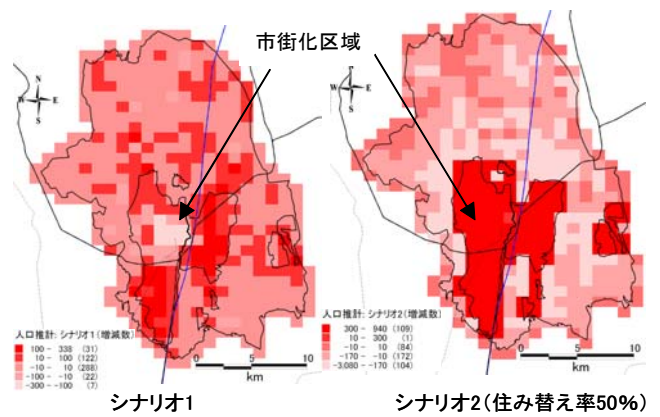 市街化区域
N
W E
S
W E
S
人口推計:シナリオ1(増減数)
100 - 338 (31)
10 - 100 (122)
-10 - 10 (288)
-100 - -10 (22)
-300 - -100 (7)
0 5 10
km
人口推計:シナリオ2(増減数)
300 - 940 (109)
10 - 300 (1)
-10 - 10 (84)
-170 - -10 (172)
-3,080 - -170 (104)
0 5 10
km
シナリオ1
シナリオ2(住み替え率50%)